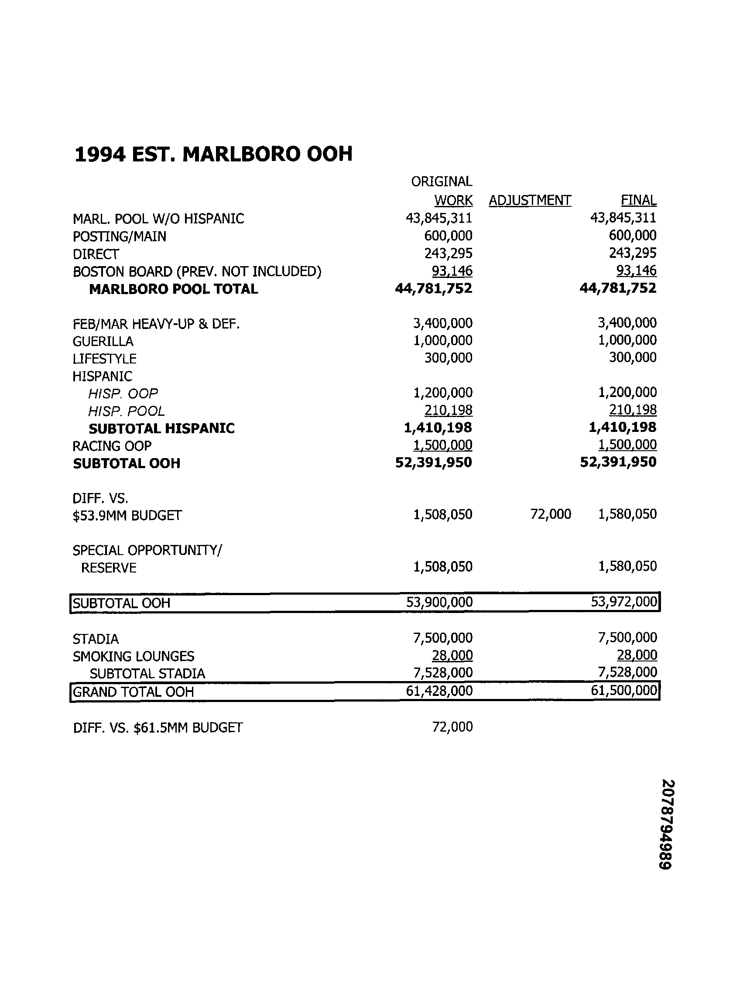 1994 EST. MARLBORO OOH
ORIGINAL
WORK ADJUSTMENT FINAL
MARL. POOL W/O HISPANIC 43,845,311 43,845,311
POSTING/MAIN 600,000 600,000
DIRECT 243,295 243,295
BOSTON BOARD (PREV. NOT INCLUDED) 93,146 93,146
MARLBORO POOL TOTAL 44,781,752 44,781,752
FEB/MAR HEAVY-UP & DEF. 3,400,000 3,400,000
GUERILLA 1,000,000 1,000,000
LIFESTYLE 300,000 300,000
HISPANIC
HISP. OOP 1,200,000 1,200,000
HISP. POOL 210,198 210,198
SUBTOTAL HISPANIC 1,410,198 1,410,198
RACING OOP 1,500,000 1,500,000
SUBTOTAL OOH 52,391,950 52,391,950
DIFF. VS.
$53.9MM BUDGET 1,508,050 72,000 1,580,050
SPECIAL OPPORTUNITY/
RESERVE 1,508,050 1,580,050
SUBTOTAL OOH 53,900,000 53,972,000
STADIA 7,500,000 7,500,000
SMOKING LOUNGES 28,000 28,000
SUBTOTAL STADIA 7,528,000 7,528,000
GRAND TOTAL OOH 61,428,000 61,500,000
DIFF. VS. $61.5MM BUDGET 72,000
2078794989